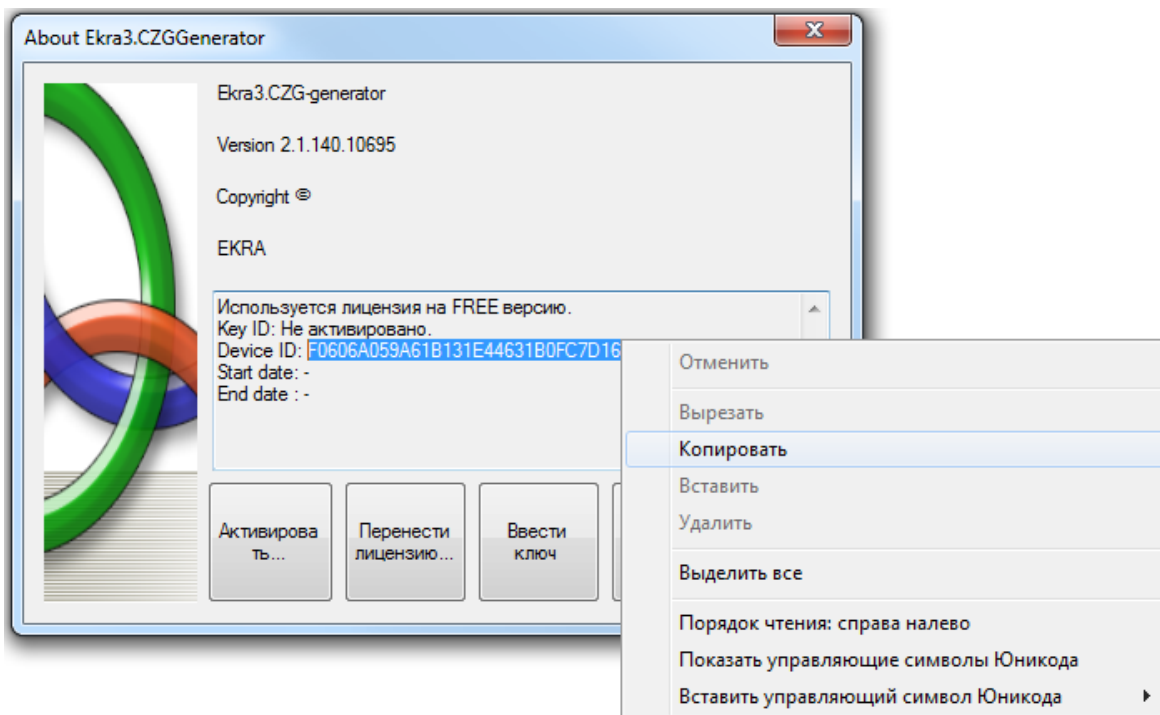 About Ekra3.CZGGenerator
Ekra3.CZG-generator
Version 2.1.140.10695
Copyright ©
EKRA
Используется лицензия на FREE версию.
Key ID: Не активировано.
Device ID: F0606A059A61B131E44631B0FC7D16
Start date: -
End date : -
Активирова
ть...
Перенести
лицензию...
Ввести
ключ
Отменить
Вырезать
Копировать
Вставить
Удалить
Выделить все
Порядок чтения: справа налево
Показать управляющие символы Юникода
Вставить управляющий символ Юникода